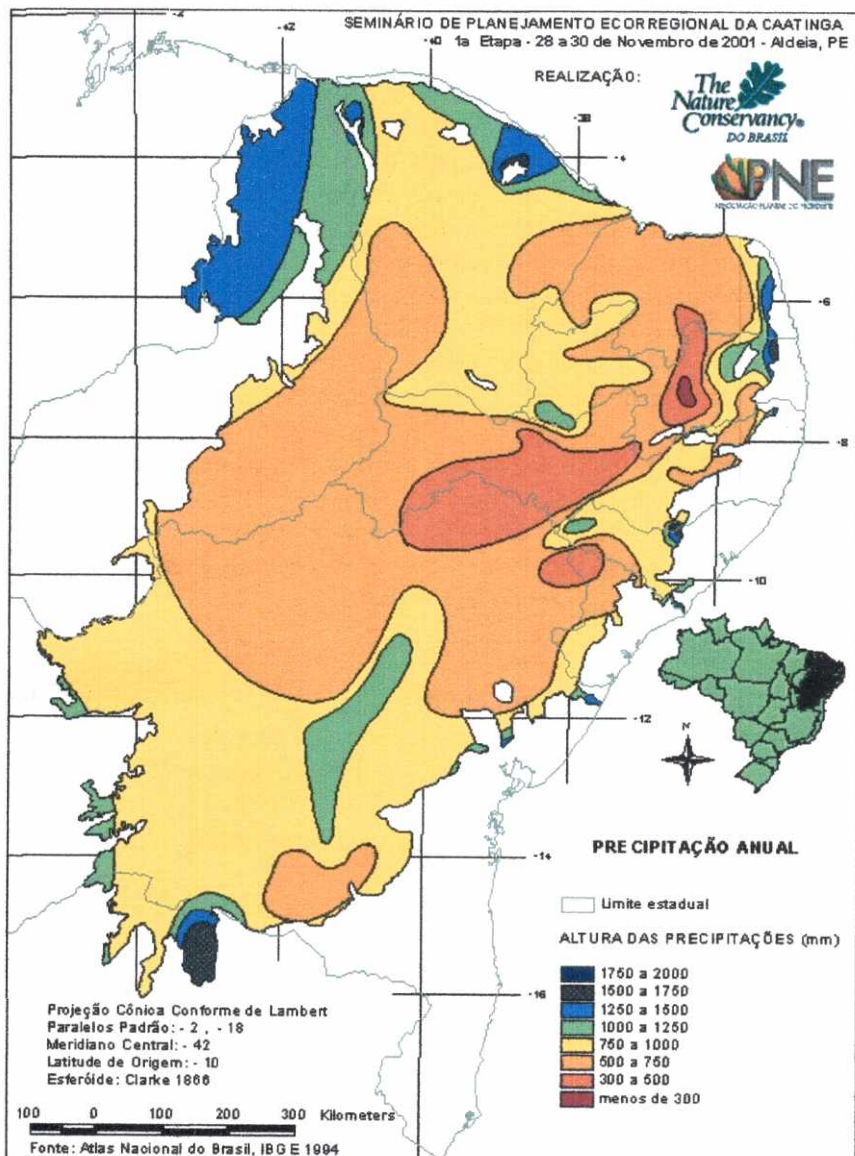 SEMINÁRIO DE PLANEJAMENTO ECORREGIONAL DA CAATINGA
1a Etapa - 28 a 30 de Novembro de 2001 - Aldeia, PE
REALIZAÇÃO:
The
Nature
Conservancy®
DO BRASIL
PNE
ASSOCIAÇÃO PLANTAS DO NORDESTE
-42
-40
-38
-6
-8
-10
-12
-14
-16
N
PRECIPITAÇÃO ANUAL
Limite estadual
ALTURA DAS PRECIPITAÇÕES (mm)
1750 a 2000
1500 a 1750
1250 a 1500
1000 a 1250
750 a 1000
500 a 750
300 a 500
menos de 300
Projeção Cônica Conforme de Lambert
Paralelos Padrão: - 2 , - 18
Meridiano Central: - 42
Latitude de Origem: - 10
Esferóide: Clarke 1866
100 0 100 200 300 Kilometers
Fonte: Atlas Nacional do Brasil, IBGE 1994